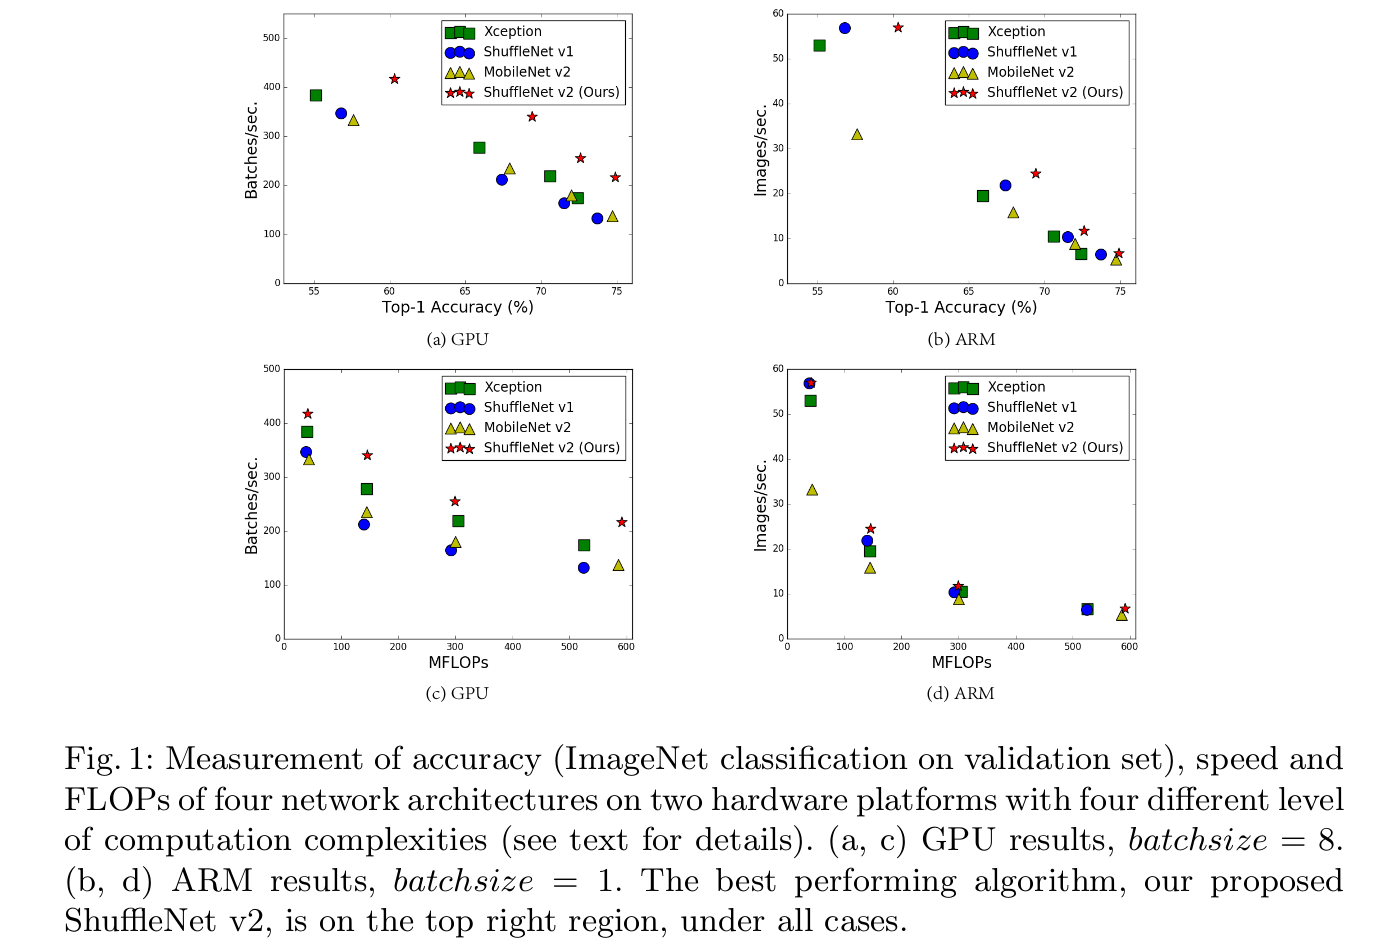 500
400
300
200
100
0
55
60
65
70
75
Batches/sec.
Top-1 Accuracy (%)
Xception
ShuffleNet v1
MobileNet v2
ShuffleNet v2 (Ours)
(a) GPU
60
50
40
30
20
10
0
55
60
65
70
75
Images/sec.
Top-1 Accuracy (%)
Xception
ShuffleNet v1
MobileNet v2
ShuffleNet v2 (Ours)
(b) ARM
500
400
300
200
100
0
0
100
200
300
400
500
600
Batches/sec.
MFLOPs
Xception
ShuffleNet v1
MobileNet v2
ShuffleNet v2 (Ours)
(c) GPU
60
50
40
30
20
10
0
0
100
200
300
400
500
600
Images/sec.
MFLOPs
Xception
ShuffleNet v1
MobileNet v2
ShuffleNet v2 (Ours)
(d) ARM
Fig. 1: Measurement of accuracy (ImageNet classification on validation set), speed and
FLOPs of four network architectures on two hardware platforms with four different level
of computation complexities (see text for details). (a, c) GPU results, batchsize = 8.
(b, d) ARM results, batchsize = 1. The best performing algorithm, our proposed
ShuffleNet v2, is on the top right region, under all cases.